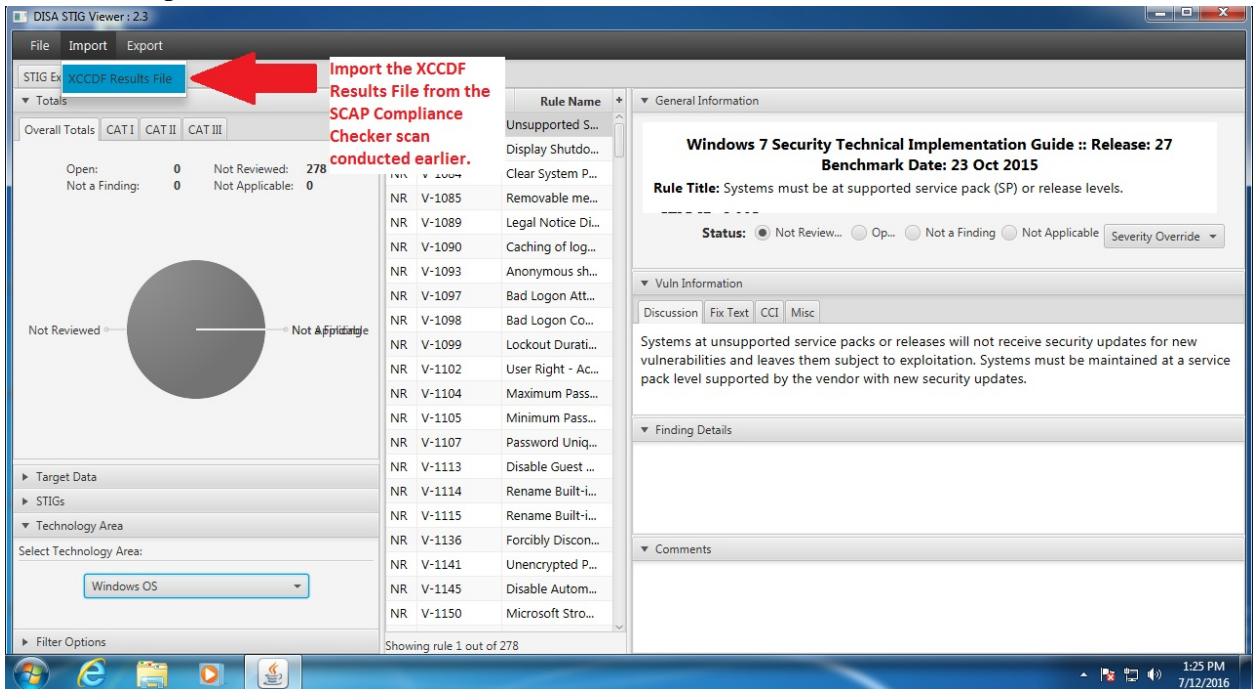 DISA STIG Viewer : 2.3
File Import Export
STIG Ex
XCCDF Results File
Import the XCCDF
Results File from the
SCAP Compliance
Checker scan
conducted earlier.
▼ Totals
Overall Totals CAT I CAT II CAT III
Open: 0 Not Reviewed: 278
Not a Finding: 0 Not Applicable: 0
Not Reviewed
Not Applicable
▶ Target Data
▶ STIGs
▼ Technology Area
Select Technology Area:
Windows OS
▶ Filter Options
Rule Name +
Unsupported S...
Display Shutdo...
NR V-1084 Clear System P...
NR V-1085 Removable me...
NR V-1089 Legal Notice Di...
NR V-1090 Caching of log...
NR V-1093 Anonymous sh...
NR V-1097 Bad Logon Att...
NR V-1098 Bad Logon Co...
NR V-1099 Lockout Durati...
NR V-1102 User Right - Ac...
NR V-1104 Maximum Pass...
NR V-1105 Minimum Pass...
NR V-1107 Password Uniq...
NR V-1113 Disable Guest ...
NR V-1114 Rename Built-i...
NR V-1115 Rename Built-i...
NR V-1136 Forcibly Discon...
NR V-1141 Unencrypted P...
NR V-1145 Disable Autom...
NR V-1150 Microsoft Stro...
Showing rule 1 out of 278
▼ General Information
Windows 7 Security Technical Implementation Guide :: Release: 27
Benchmark Date: 23 Oct 2015
Rule Title: Systems must be at supported service pack (SP) or release levels.
Status: Not Review... Op... Not a Finding Not Applicable Severity Override
▼ Vuln Information
Discussion Fix Text CCI Misc
Systems at unsupported service packs or releases will not receive security updates for new
vulnerabilities and leaves them subject to exploitation. Systems must be maintained at a service
pack level supported by the vendor with new security updates.
▼ Finding Details
▼ Comments
1:25 PM
7/12/2016